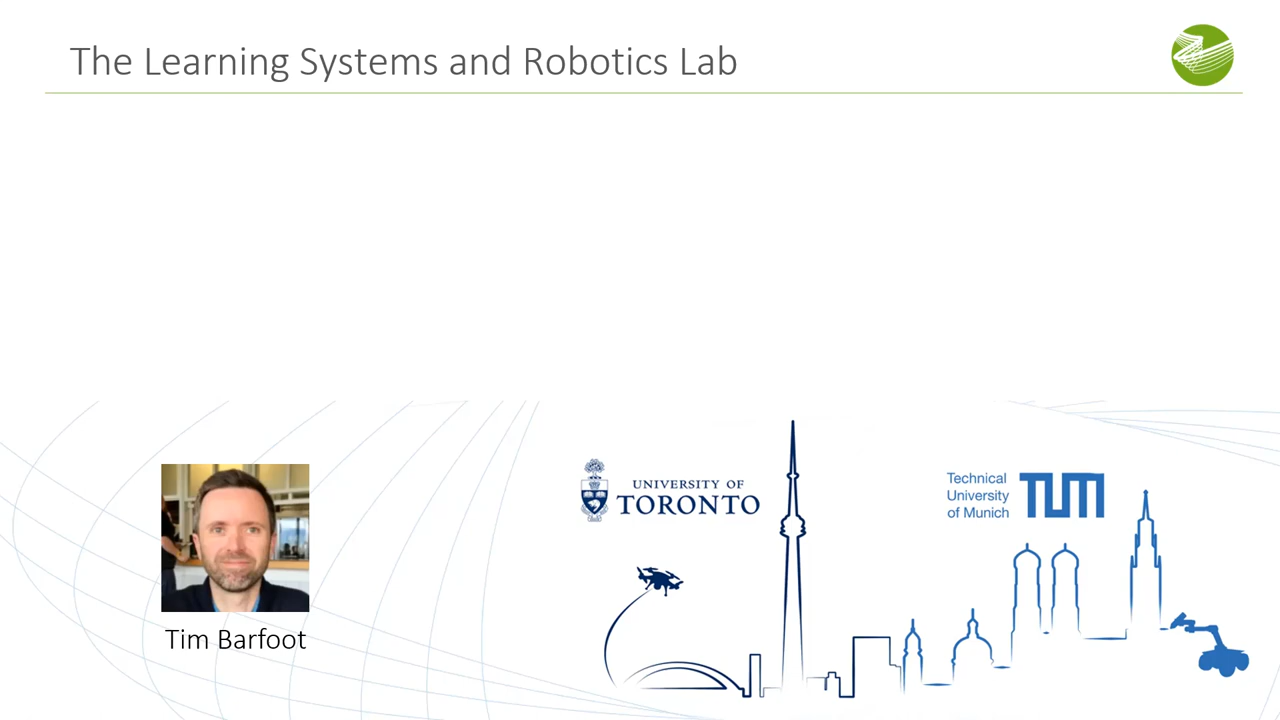 The Learning Systems and Robotics Lab
UNIVERSITY OF
TORONTO
Technical
University
of Munich
TUM
Tim Barfoot